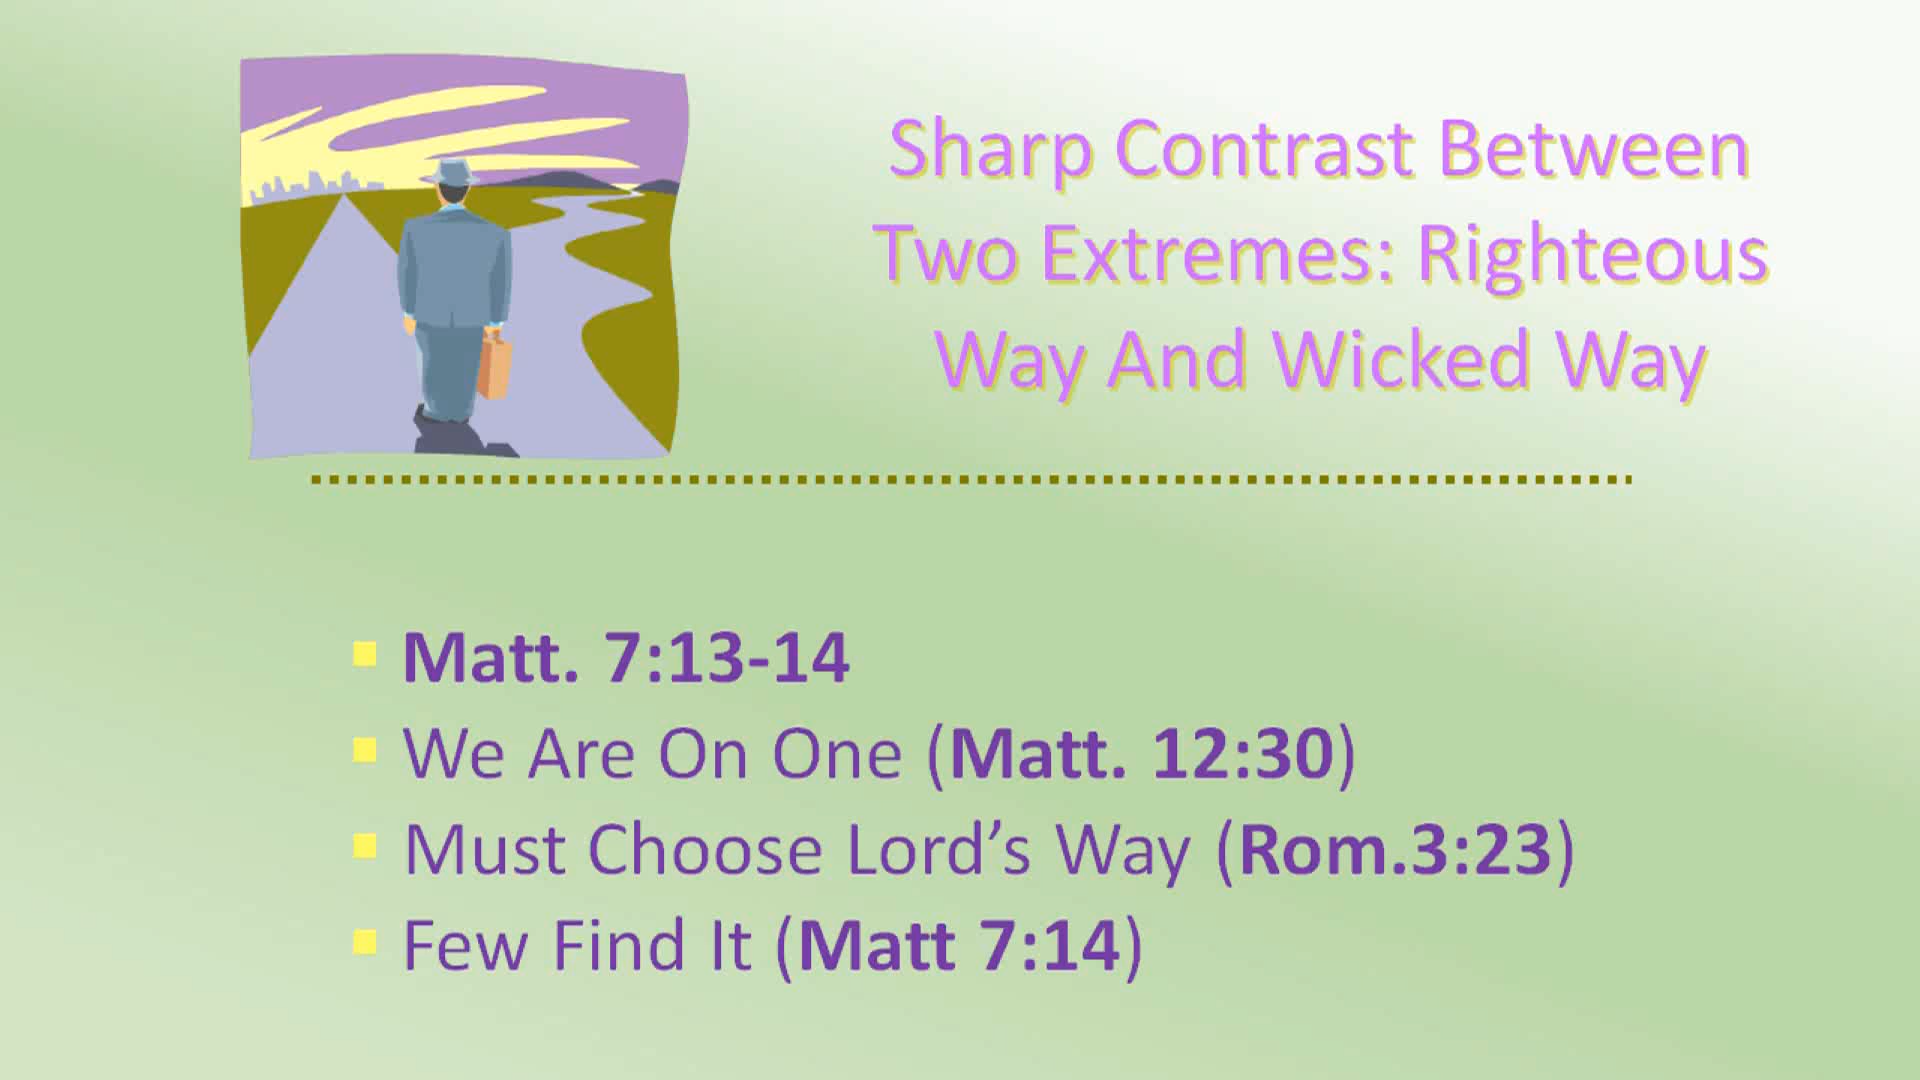 Sharp Contrast Between
Two Extremes: Righteous
Way And Wicked Way
Matt. 7:13-14
We Are On One (Matt. 12:30)
Must Choose Lord’s Way (Rom.3:23)
Few Find It (Matt 7:14)